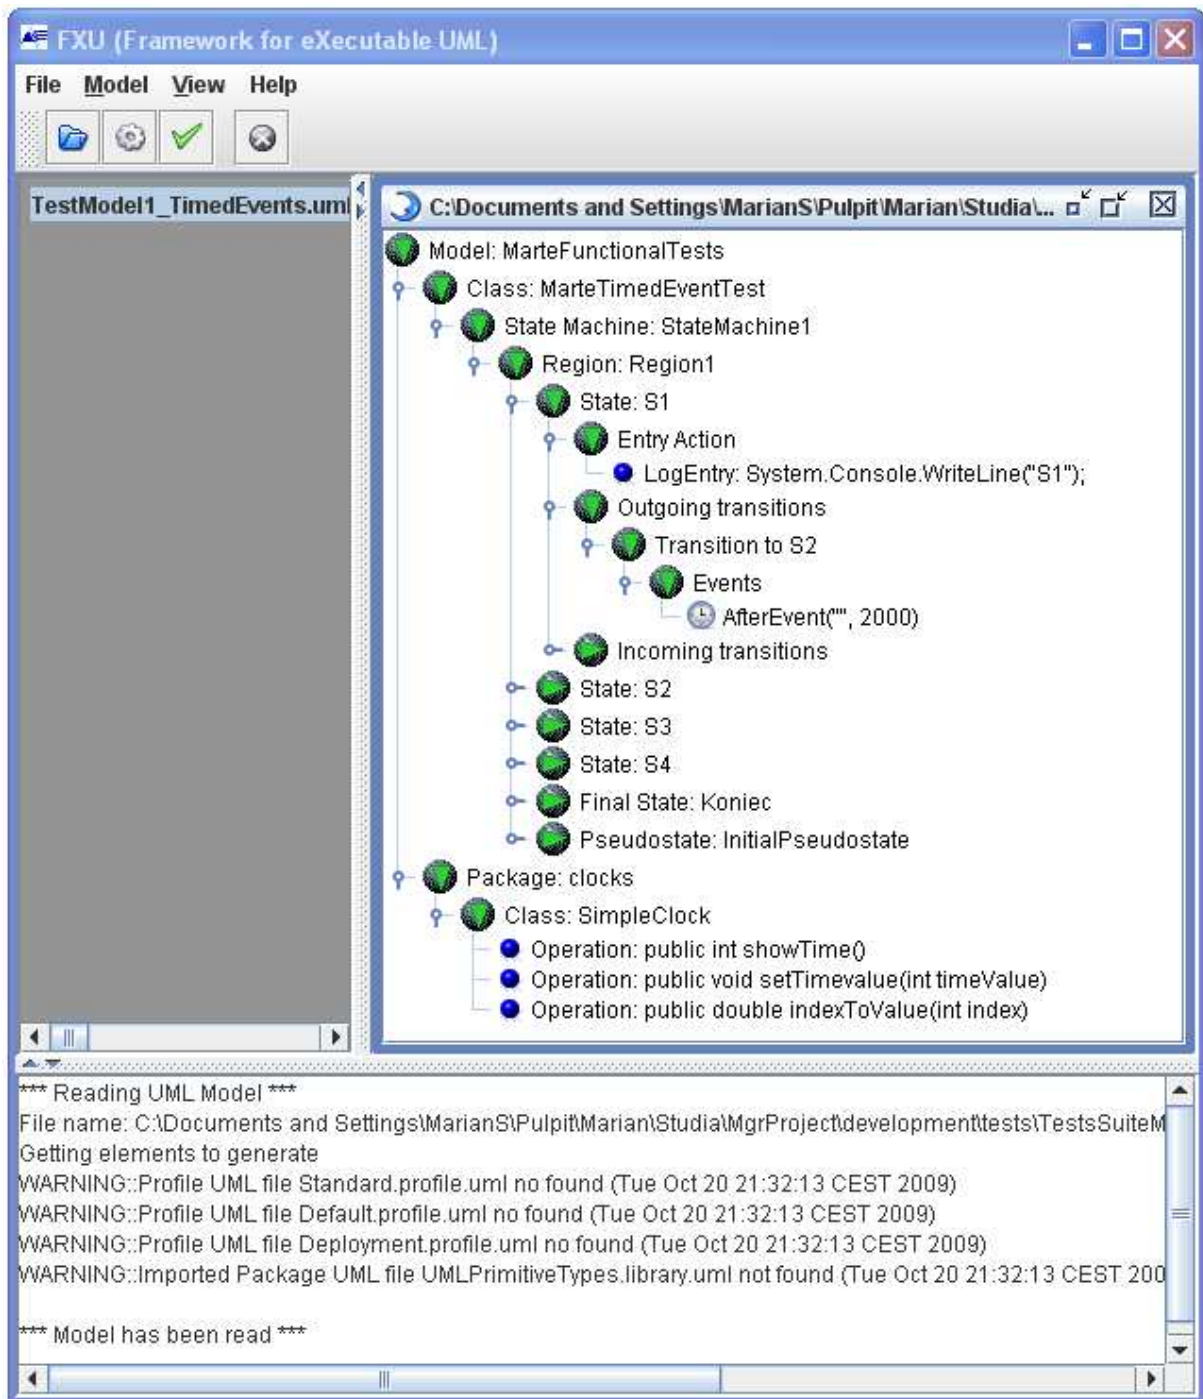 FXU (Framework for eXecutable UML)
File Model View Help
TestModel1_TimedEvents.uml
C:\Documents and Settings\MarianS\Pulpit\Marian\Studia\...
Model: MarteFunctionalTests
Class: MarteTimedEventTest
State Machine: StateMachine1
Region: Region1
State: S1
Entry Action
LogEntry: System.Console.WriteLine("S1");
Outgoing transitions
Transition to S2
Events
AfterEvent("", 2000)
Incoming transitions
State: S2
State: S3
State: S4
Final State: Koniec
Pseudostate: InitialPseudostate
Package: clocks
Class: SimpleClock
Operation: public int showTime()
Operation: public void setTimevalue(int timeValue)
Operation: public double indexToValue(int index)
*** Reading UML Model ***
File name: C:\Documents and Settings\MarianS\Pulpit\Marian\Studia\MgrProject\development\tests\TestsSuiteM
Getting elements to generate
WARNING::Profile UML file Standard.profile.uml no found (Tue Oct 20 21:32:13 CEST 2009)
WARNING::Profile UML file Default.profile.uml no found (Tue Oct 20 21:32:13 CEST 2009)
WARNING::Profile UML file Deployment.profile.uml no found (Tue Oct 20 21:32:13 CEST 2009)
WARNING::Imported Package UML file UMLPrimitiveTypes.library.uml not found (Tue Oct 20 21:32:13 CEST 200
*** Model has been read ***